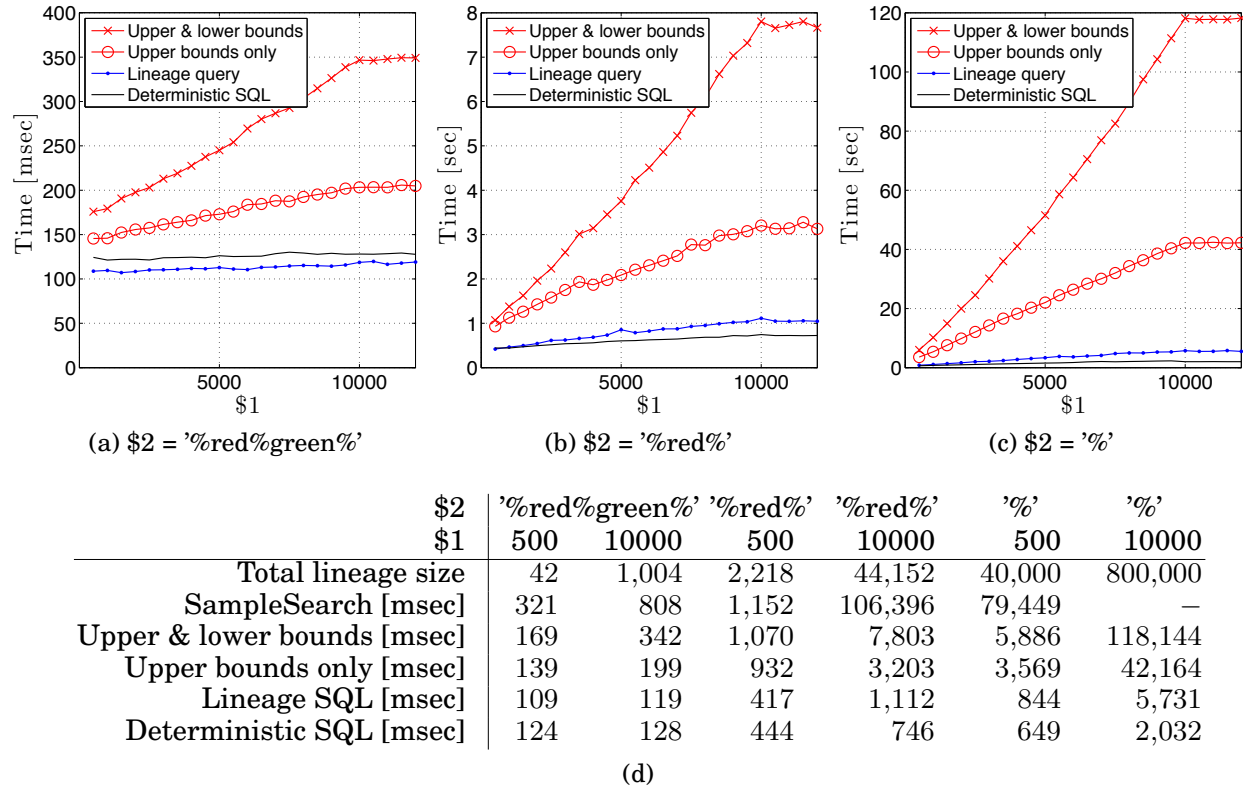 Upper & lower bounds
Upper bounds only
Lineage query
Deterministic SQL
400
350
300
250
200
150
100
50
0
Time [msec]
5000
10000
$1
(a) $2 = '%red%green%'
Upper & lower bounds
Upper bounds only
Lineage query
Deterministic SQL
8
7
6
5
4
3
2
1
0
Time [sec]
5000
10000
$1
(b) $2 = '%red%'
Upper & lower bounds
Upper bounds only
Lineage query
Deterministic SQL
120
100
80
60
40
20
0
Time [sec]
5000
10000
$1
(c) $2 = '%'
$2 '%red%green%' '%red%' '%red%' '%' '%'
$1 500 10000 500 10000 500 10000
Total lineage size 42 1,004 2,218 44,152 40,000 800,000
SampleSearch [msec] 321 808 1,152 106,396 79,449 −
Upper & lower bounds [msec] 169 342 1,070 7,803 5,886 118,144
Upper bounds only [msec] 139 199 932 3,203 3,569 42,164
Lineage SQL [msec] 109 119 417 1,112 844 5,731
Deterministic SQL [msec] 124 128 444 746 649 2,032
(d)